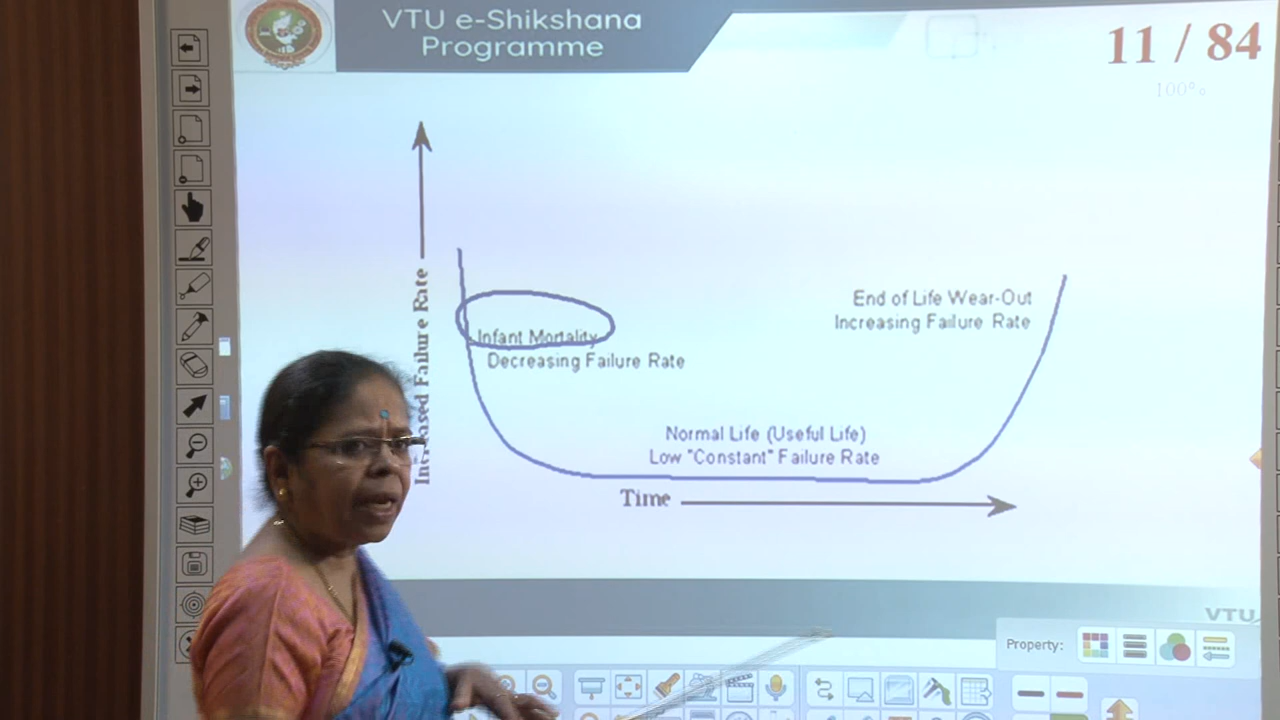 VTU e-Shikshana
Programme
11 / 84
100%
Increased Failure Rate
Infant Mortality
Decreasing Failure Rate
End of Life Wear-Out
Increasing Failure Rate
Normal Life (Useful Life)
Low "Constant" Failure Rate
Time
VTU
Property: